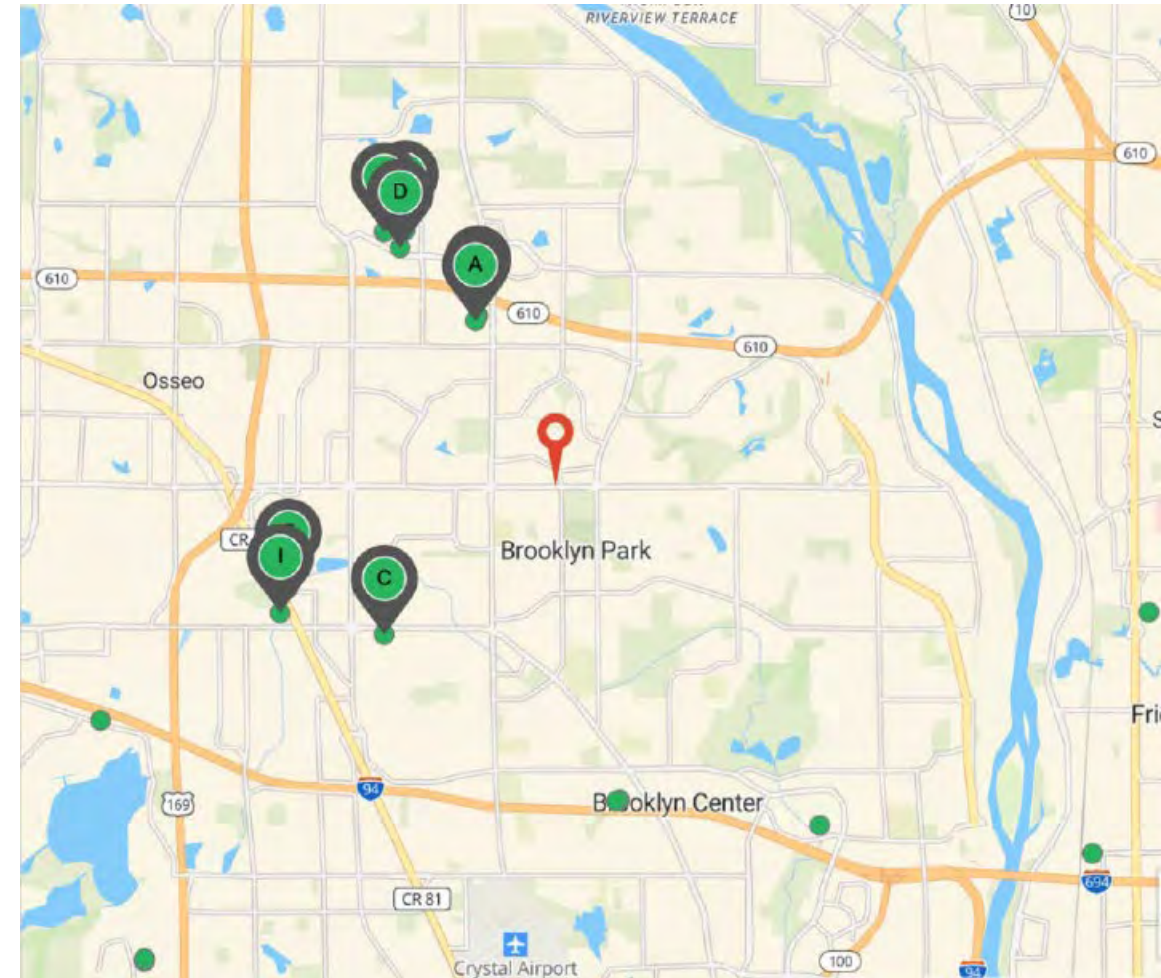 RIVERVIEW TERRACE
10
610
D
A
610
610
610
Osseo
S
CR
I
C
Brooklyn Park
Fri
94
169
B oklyn Center
694
CR 81
100
Crystal Airport
94